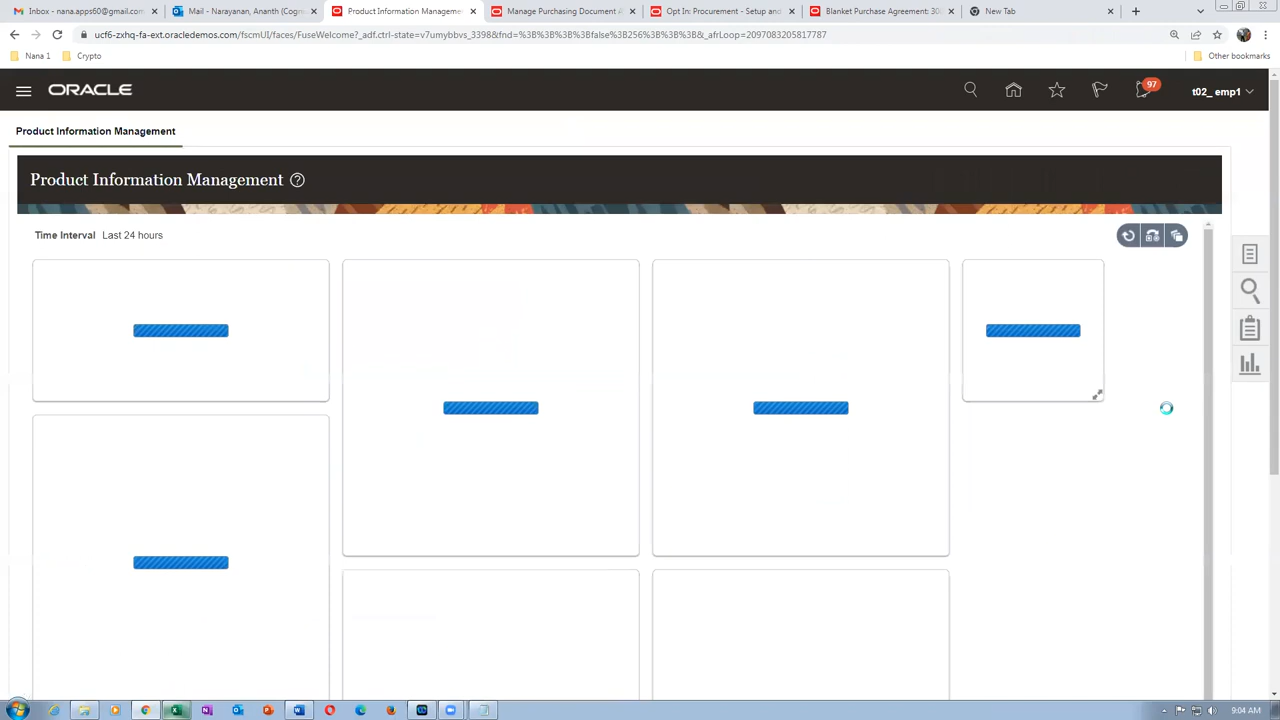 Inbox - nana.apps60@gmail.com
Mail - Narayanan, Ananth (Cogn
Product Information Manageme
Manage Purchasing Document A
Opt In: Procurement - Setup and
Blanket Purchase Agreement: 300
New Tab
ucf6-zxhq-fa-ext.oracledemos.com/fscmUI/faces/FuseWelcome?_adf.ctrl-state=v7umybbvs_3398&fnd=%3B%3B%3B%3Bfalse%3B256%3B%3B%3B&_afrLoop=2097083205817787
Nana 1
Crypto
Other bookmarks
ORACLE
97
t02_ emp1
Product Information Management
Product Information Management
Time Interval Last 24 hours
9:04 AM